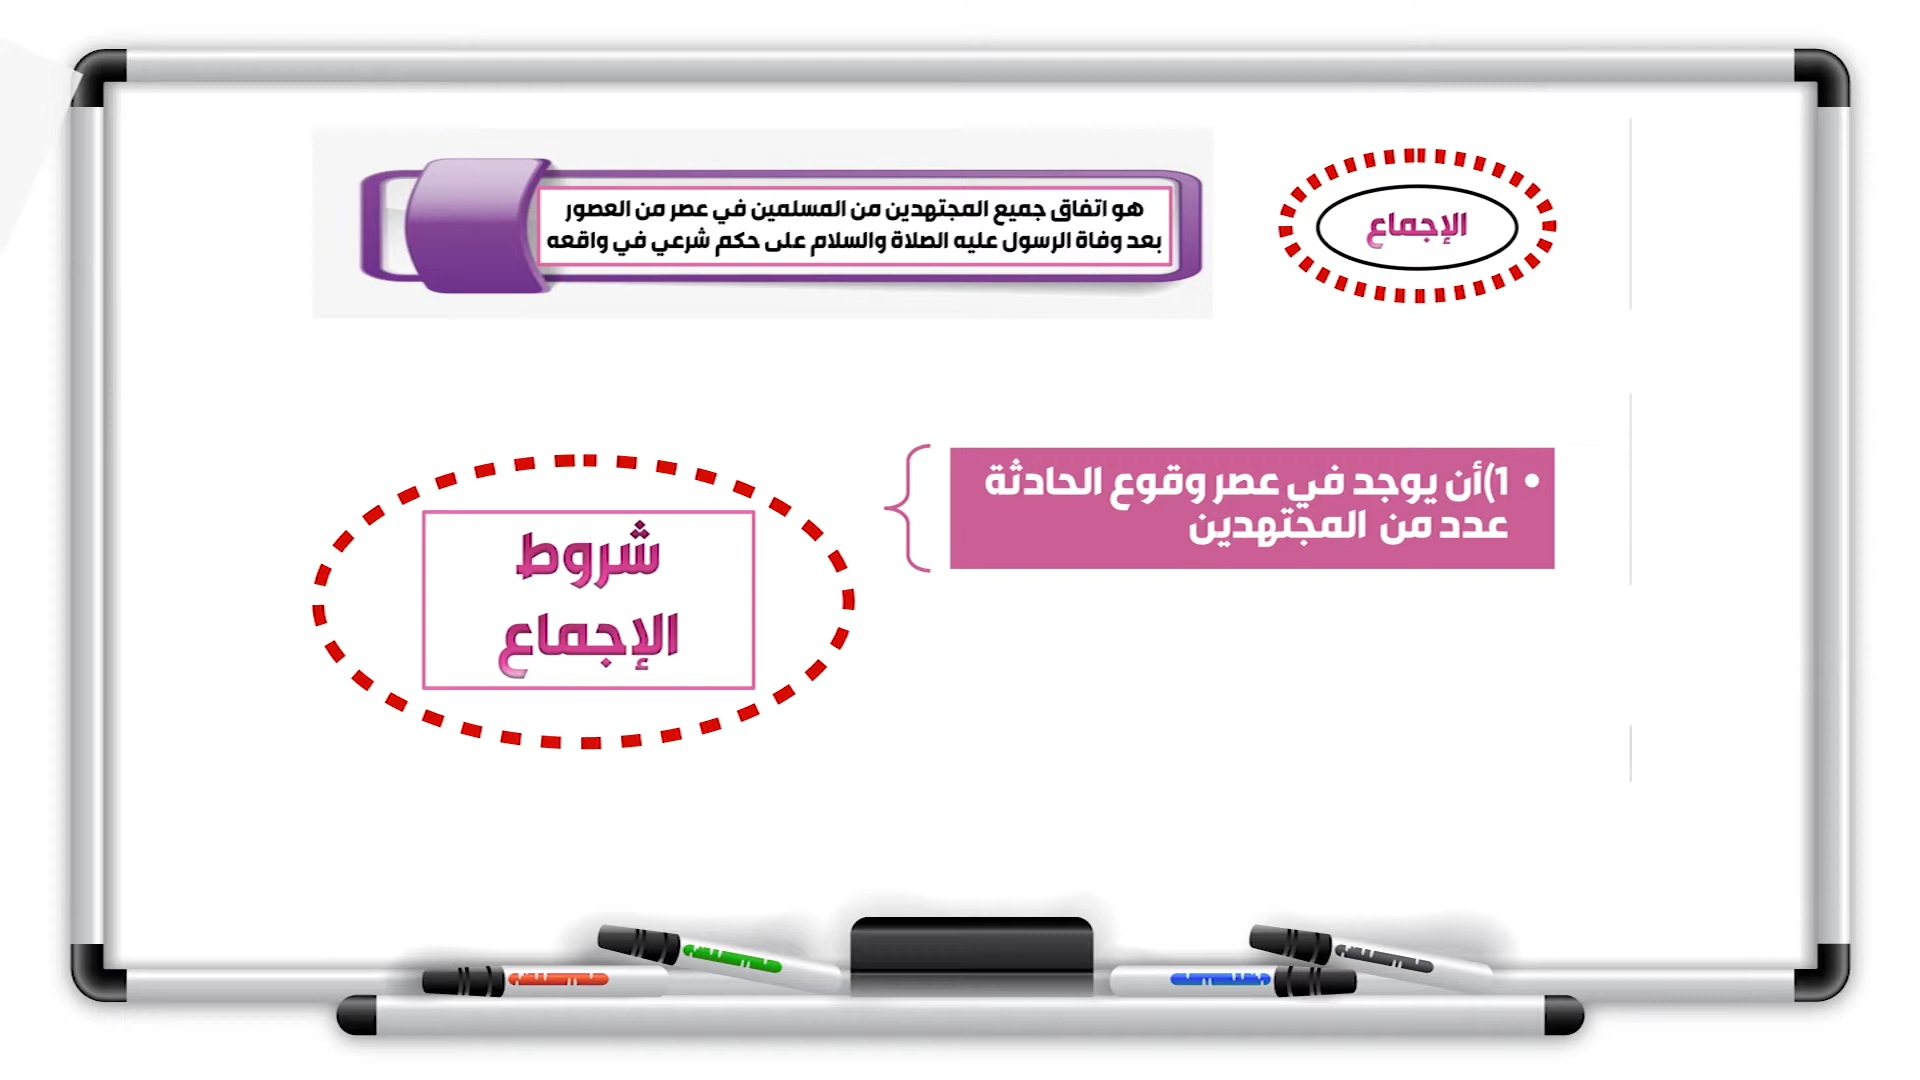 الإجماع
هو اتفاق جميع المجتهدين من المسلمين في عصر من العصور
بعد وفاة الرسول عليه الصلاة والسلام على حكم شرعي في واقعه
• 1)أن يوجد في عصر وقوع الحادثة
عدد من المجتهدين
شروط
الإجماع